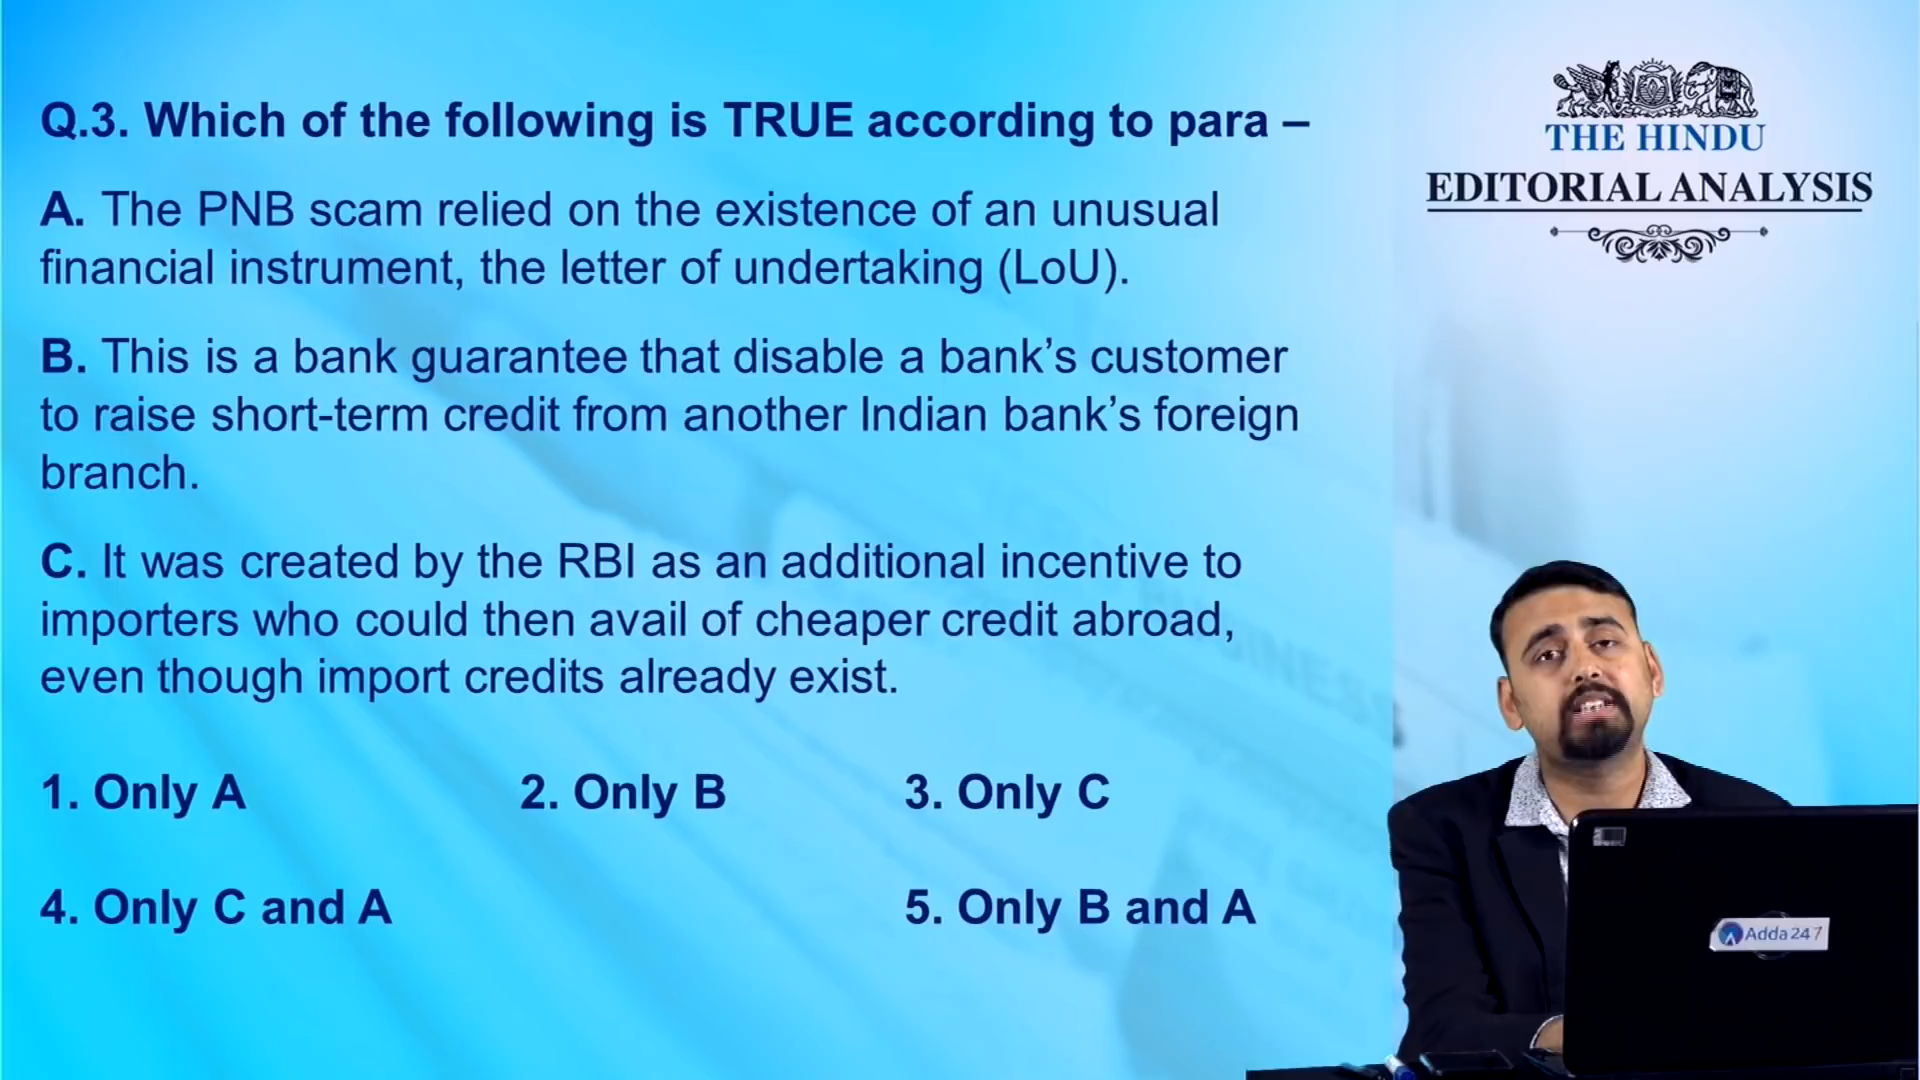 Q.3. Which of the following is TRUE according to para –
A. The PNB scam relied on the existence of an unusual
financial instrument, the letter of undertaking (LoU).
B. This is a bank guarantee that disable a bank’s customer
to raise short-term credit from another Indian bank’s foreign
branch.
C. It was created by the RBI as an additional incentive to
importers who could then avail of cheaper credit abroad,
even though import credits already exist.
1. Only A 2. Only B 3. Only C
4. Only C and A 5. Only B and A
THE HINDU
EDITORIAL ANALYSIS
Adda247